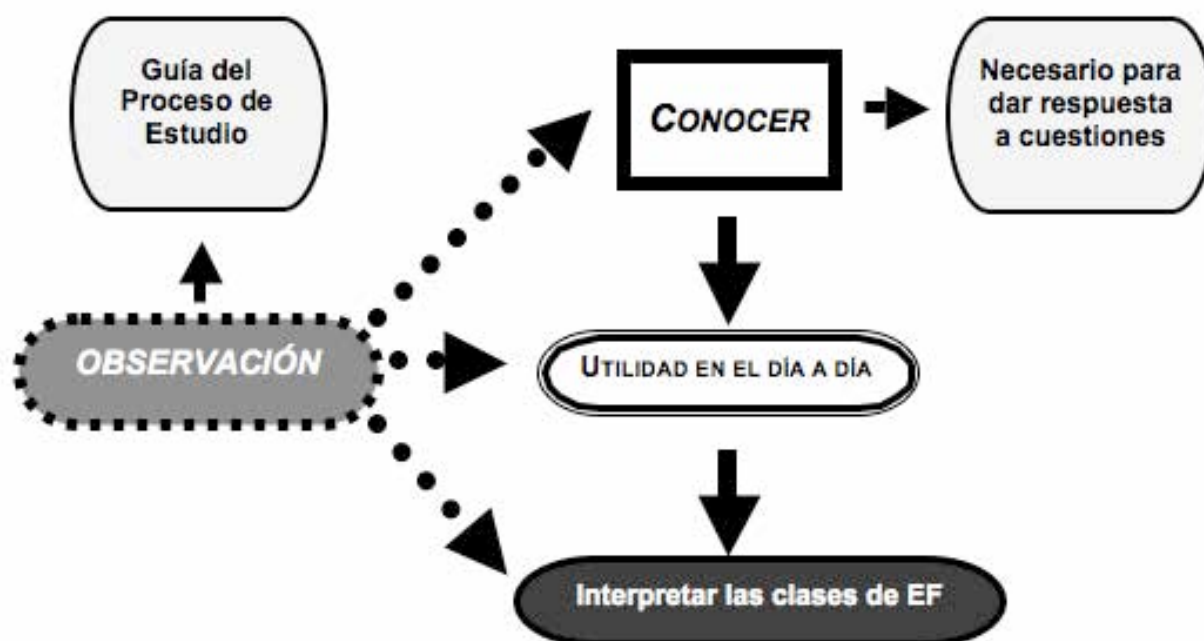 Guía del
Proceso de
Estudio
CONOCER
Necesario para
dar respuesta
a cuestiones
OBSERVACIÓN
UTILIDAD EN EL DÍA A DÍA
Interpretar las clases de EF